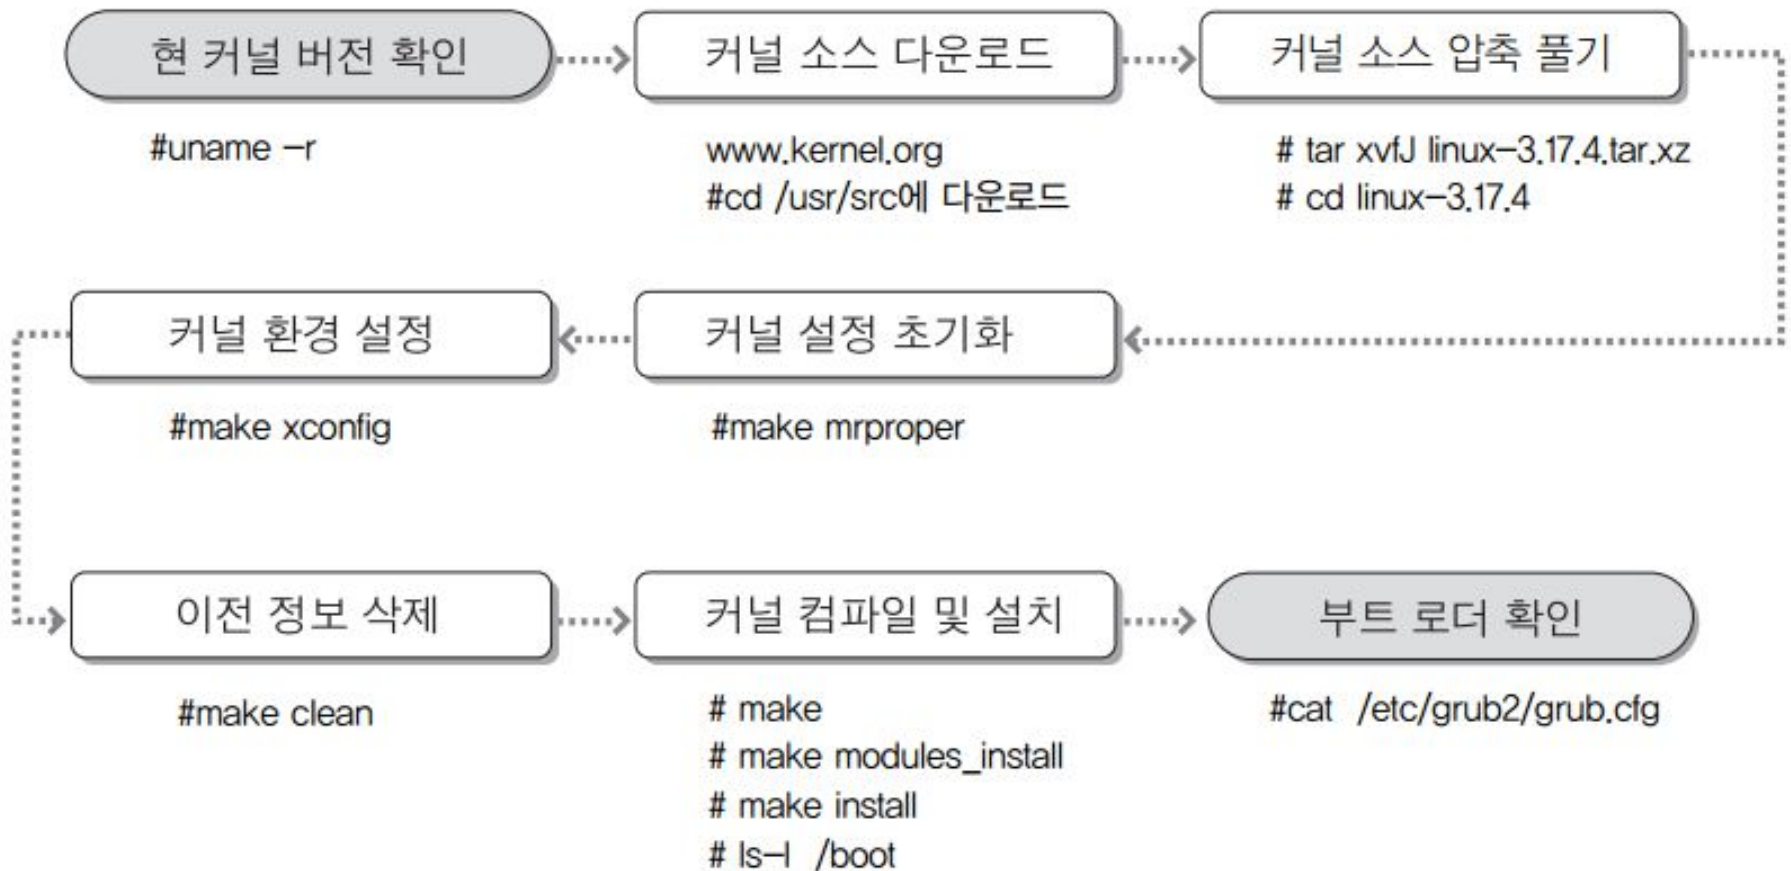 현 커널 버전 확인
#uname -r
커널 소스 다운로드
www.kernel.org
#cd /usr/src에 다운로드
커널 소스 압축 풀기
# tar xvfJ linux-3.17.4.tar.xz
# cd linux-3.17.4
커널 설정 초기화
#make mrproper
커널 환경 설정
#make xconfig
이전 정보 삭제
#make clean
커널 컴파일 및 설치
# make
# make modules_install
# make install
# ls-l /boot
부트 로더 확인
#cat /etc/grub2/grub.cfg